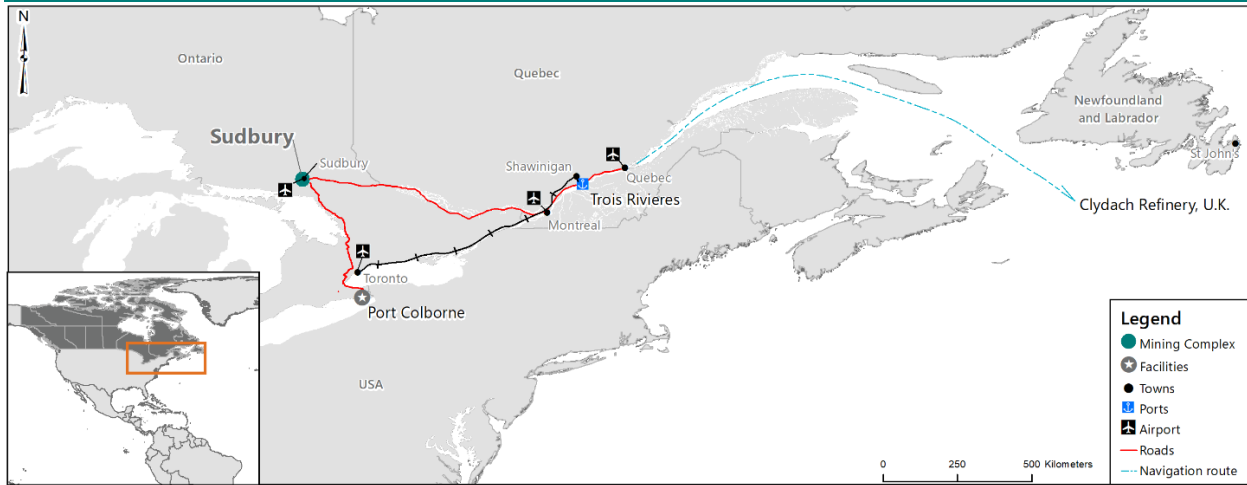 N
Ontario
Quebec
Newfoundland
and Labrador
St John's
Sudbury
Sudbury
Shawinigan
Quebec
Trois Rivieres
Montreal
Clydach Refinery, U.K.
Toronto
Port Colborne
USA
Legend
Mining Complex
Facilities
Towns
Ports
Airport
Roads
Navigation route
0 250 500 Kilometers